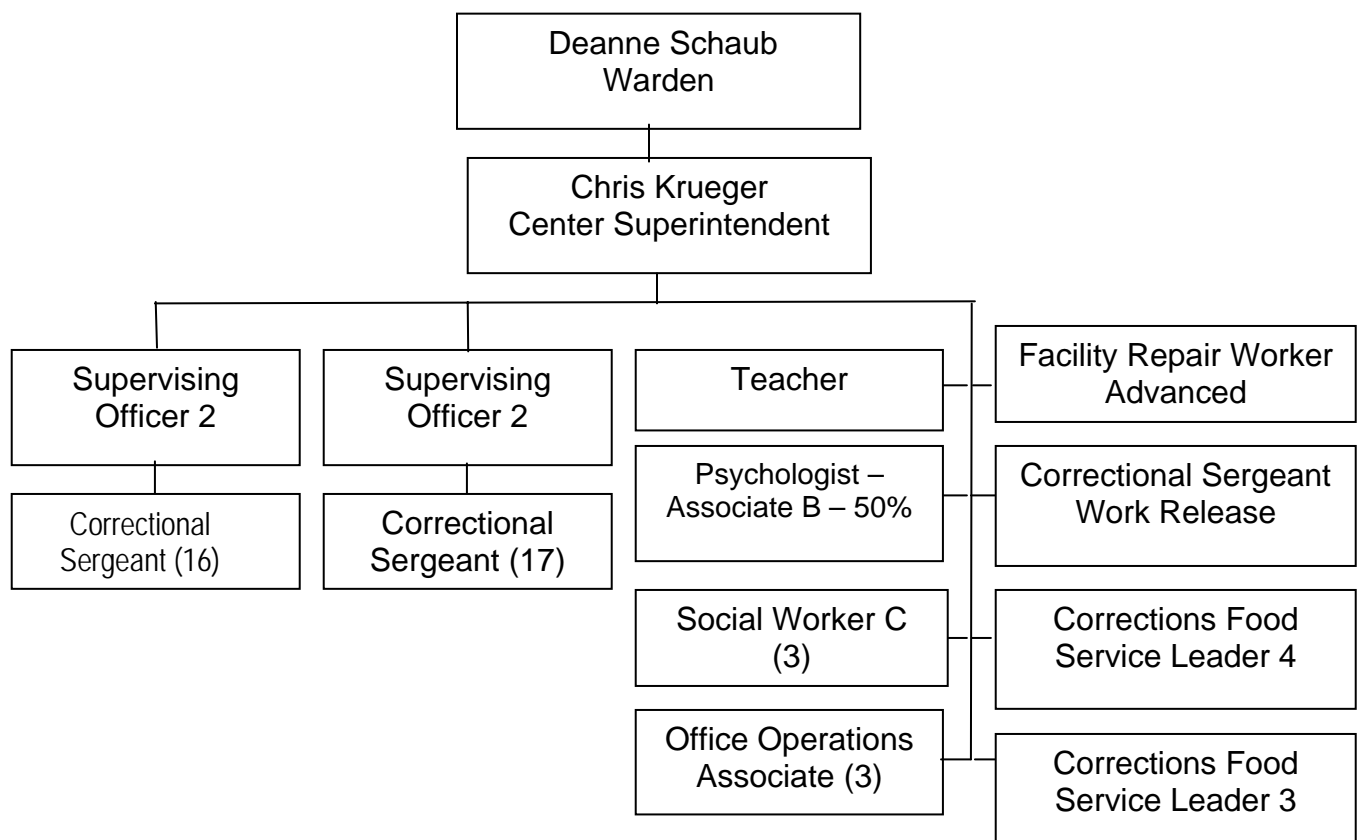 Deanne Schaub
Warden
Chris Krueger
Center Superintendent
Supervising
Officer 2
Supervising
Officer 2
Teacher
Facility Repair Worker
Advanced
Correctional
Sergeant (16)
Correctional
Sergeant (17)
Psychologist –
Associate B – 50%
Correctional Sergeant
Work Release
Social Worker C
(3)
Corrections Food
Service Leader 4
Office Operations
Associate (3)
Corrections Food
Service Leader 3